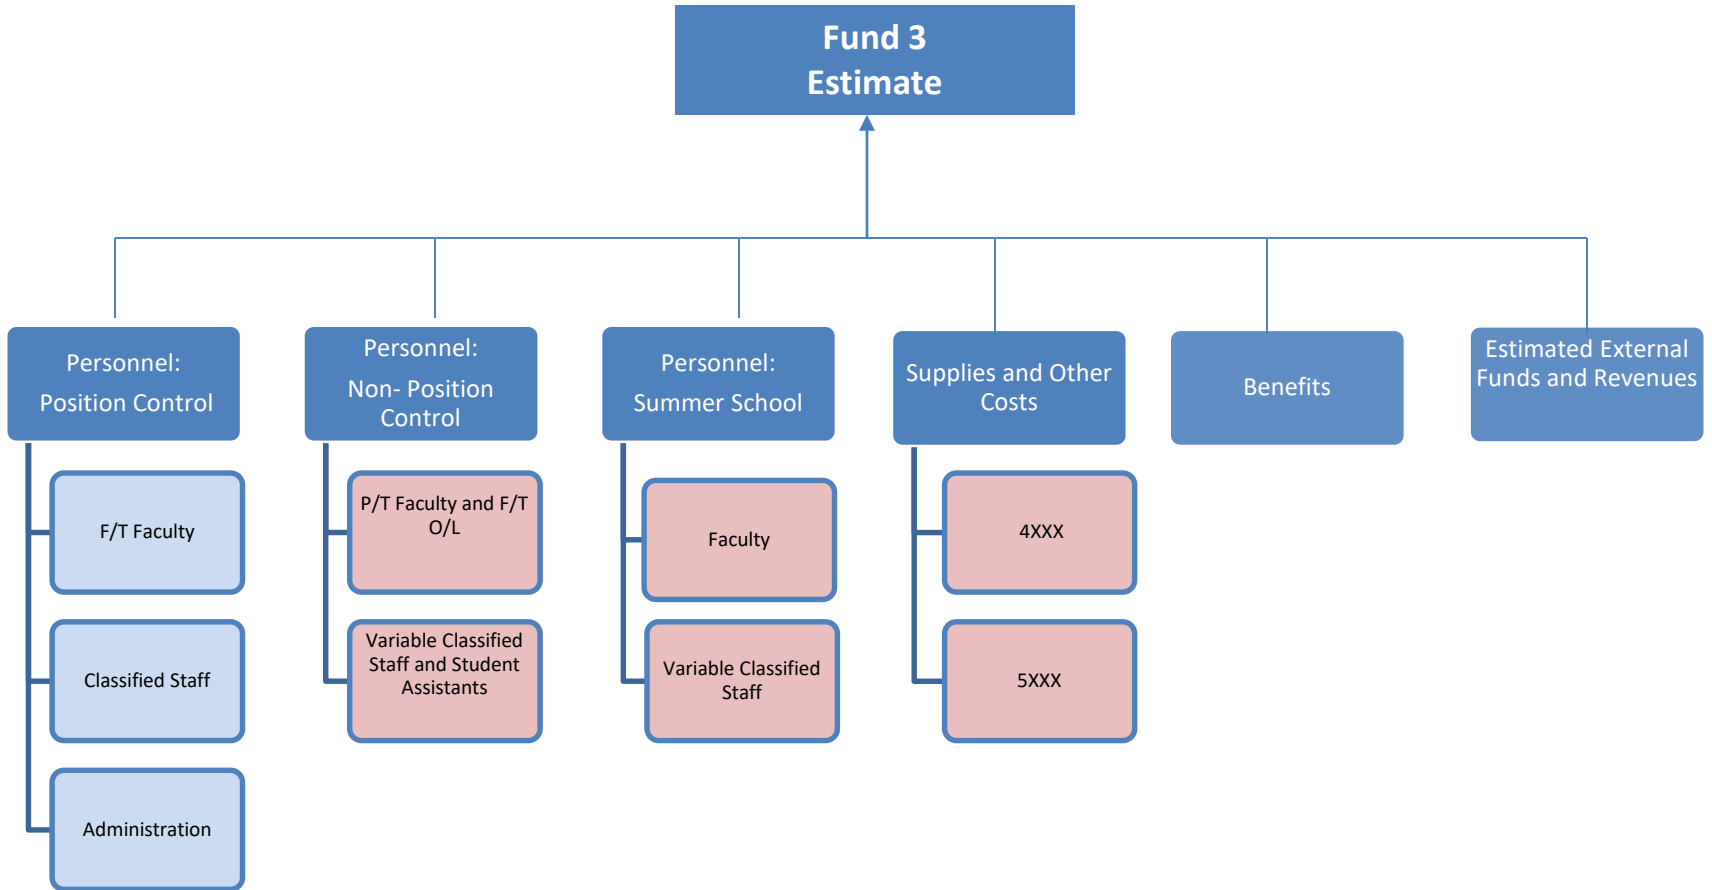 Fund 3
Estimate
Personnel:
Position Control
Personnel:
Non- Position
Control
Personnel:
Summer School
Supplies and Other
Costs
Benefits
Estimated External
Funds and Revenues
F/T Faculty
Classified Staff
Administration
P/T Faculty and F/T
O/L
Variable Classified
Staff and Student
Assistants
Faculty
Variable Classified
Staff
4XXX
5XXX